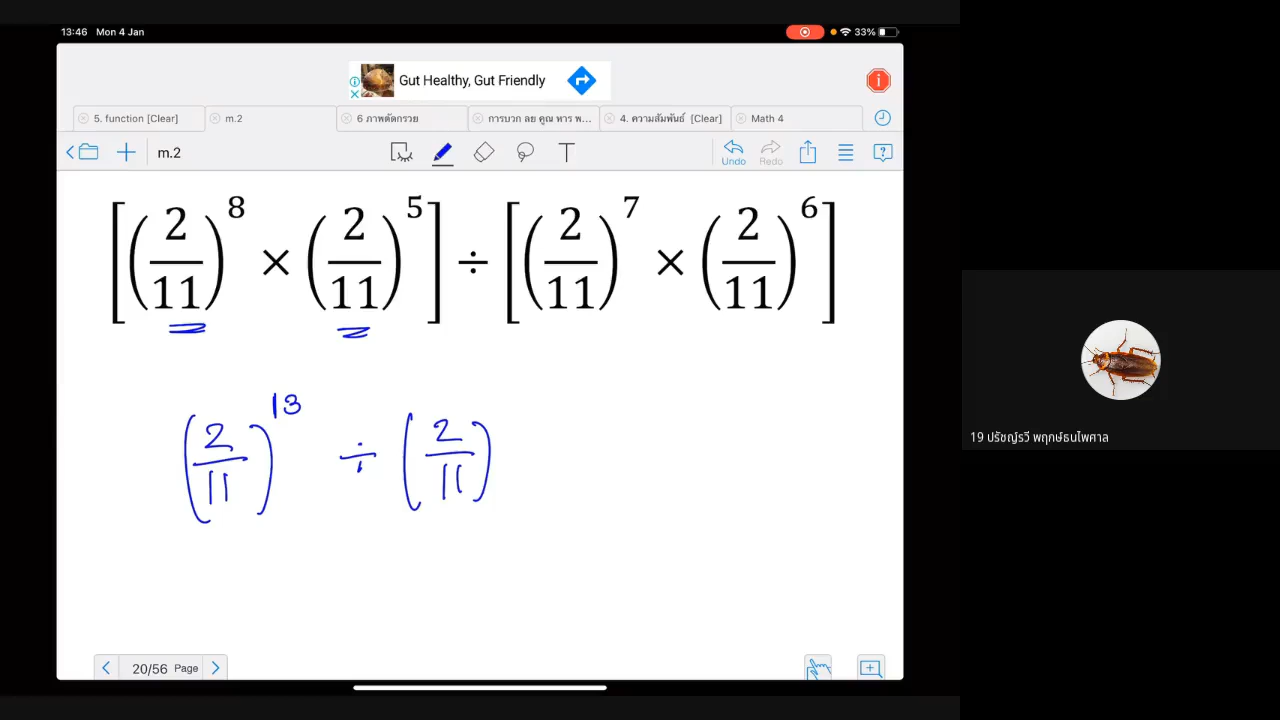 13:46 Mon 4 Jan 33%
Gut Healthy, Gut Friendly
5. function [Clear] m.2 6 ภาพตัดกรวย การบวก ลย คูณ หาร พ... 4. ความสัมพันธ์ [Clear] Math 4
m.2 T Undo Redo
[(2/11)^8 × (2/11)^5] ÷ [(2/11)^7 × (2/11)^6]
(2/11)^13 ÷ (2/11)
19 ปรัชญ์รวี พฤกษ์ธนไพศาล
20/56 Page